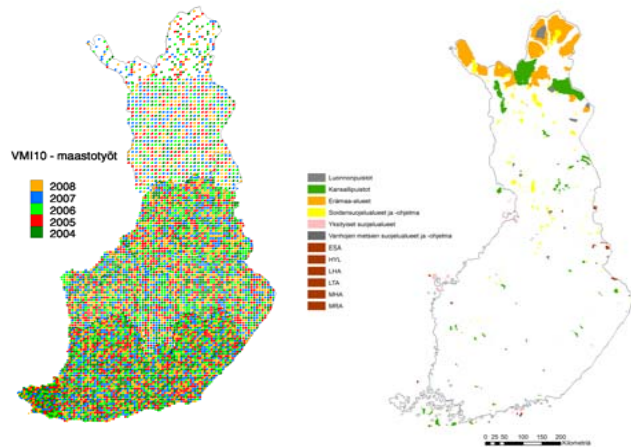 VMI10 - maastotyöt
2008
2007
2006
2005
2004
Luonnonpuistot
Kansallispuistot
Erämaa-alueet
Soidensuojelualueet ja -ohjelma
Yksityiset suojelualueet
Vanhojen metsien suojelualueet ja -ohjelma
ESA
HYL
LHA
LTA
MHA
MRA
0 25 50 100 150 200
Kilometriä